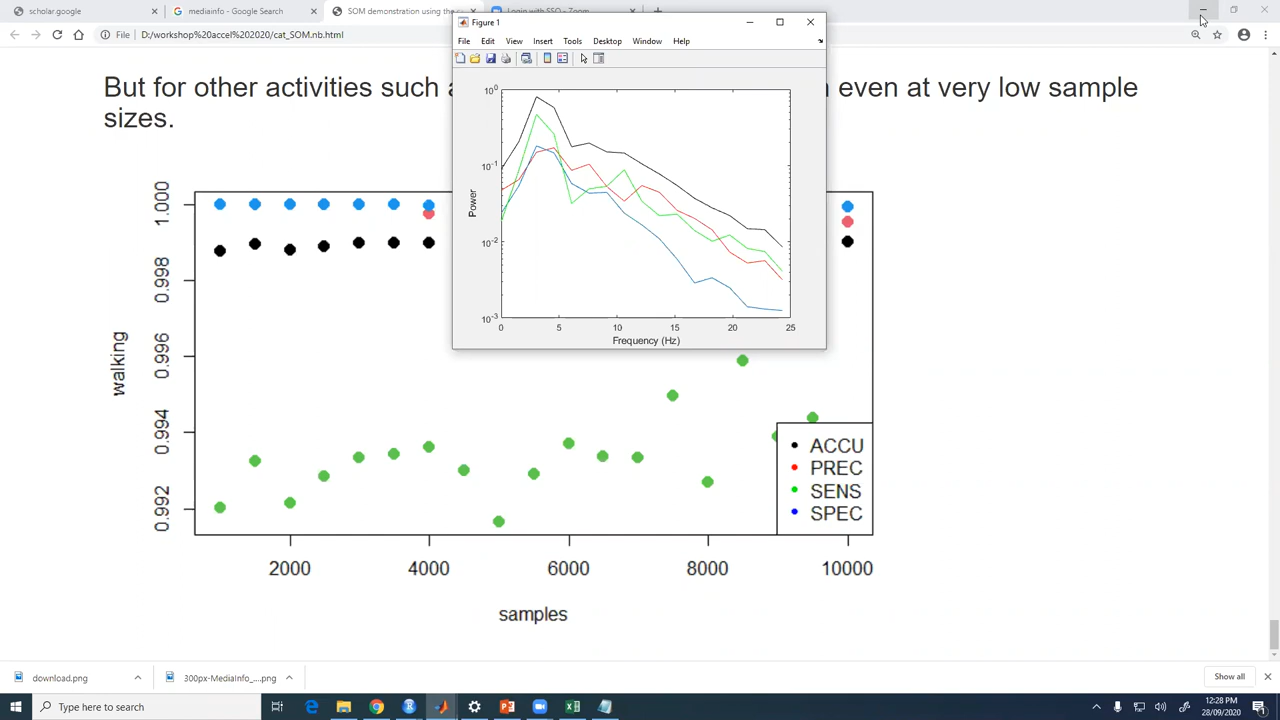 scholar.google
mediainfo - Google Search
SOM demonstration using the c
Login with SSO - Zoom
File
D:/workshop%20accel%202020/cat_SOM.nb.html
Figure 1
File Edit View Insert Tools Desktop Window Help
But for other activities such
even at very low sample
sizes.
10⁰
10⁻¹
10⁻²
10⁻³
Power
0 5 10 15 20 25
Frequency (Hz)
1.000
0.998
0.996
0.994
0.992
walking
ACCU
PREC
SENS
SPEC
2000 4000 6000 8000 10000
samples
download.png
300px-MediaInfo_....png
Show all
Type here to search
12:28 PM
28/09/2020